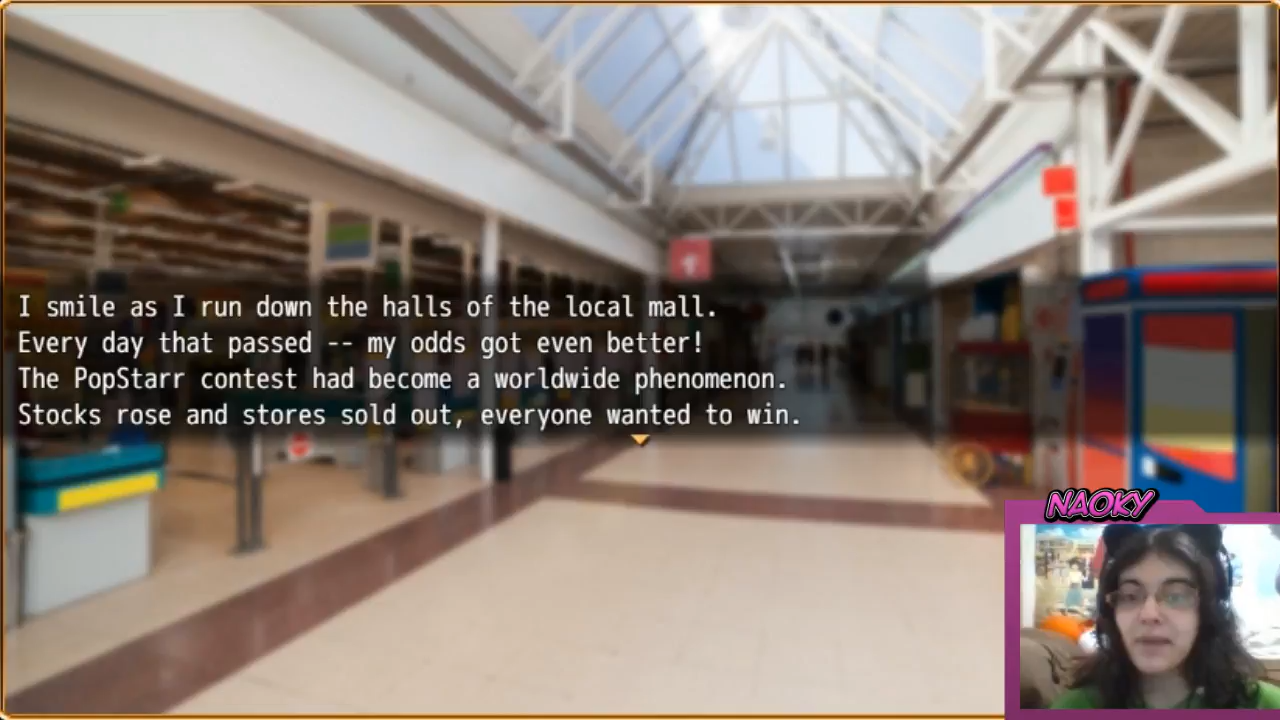 I smile as I run down the halls of the local mall.
Every day that passed -- my odds got even better!
The PopStarr contest had become a worldwide phenomenon.
Stocks rose and stores sold out, everyone wanted to win.
NAOKY